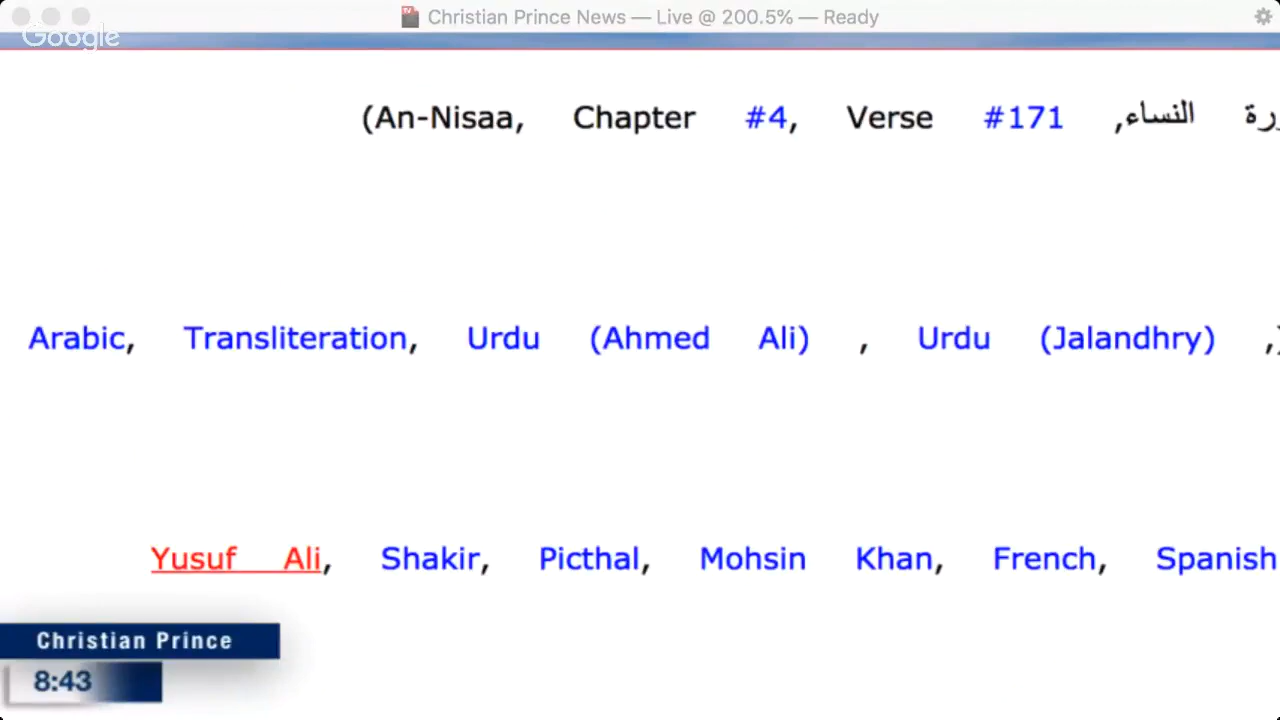 Christian Prince News — Live @ 200.5% — Ready
Google
(An-Nisaa, Chapter #4, Verse #171 ,النساء
Arabic, Transliteration, Urdu (Ahmed Ali) , Urdu (Jalandhry) ,
Yusuf Ali, Shakir, Picthal, Mohsin Khan, French, Spanish
Christian Prince
8:43